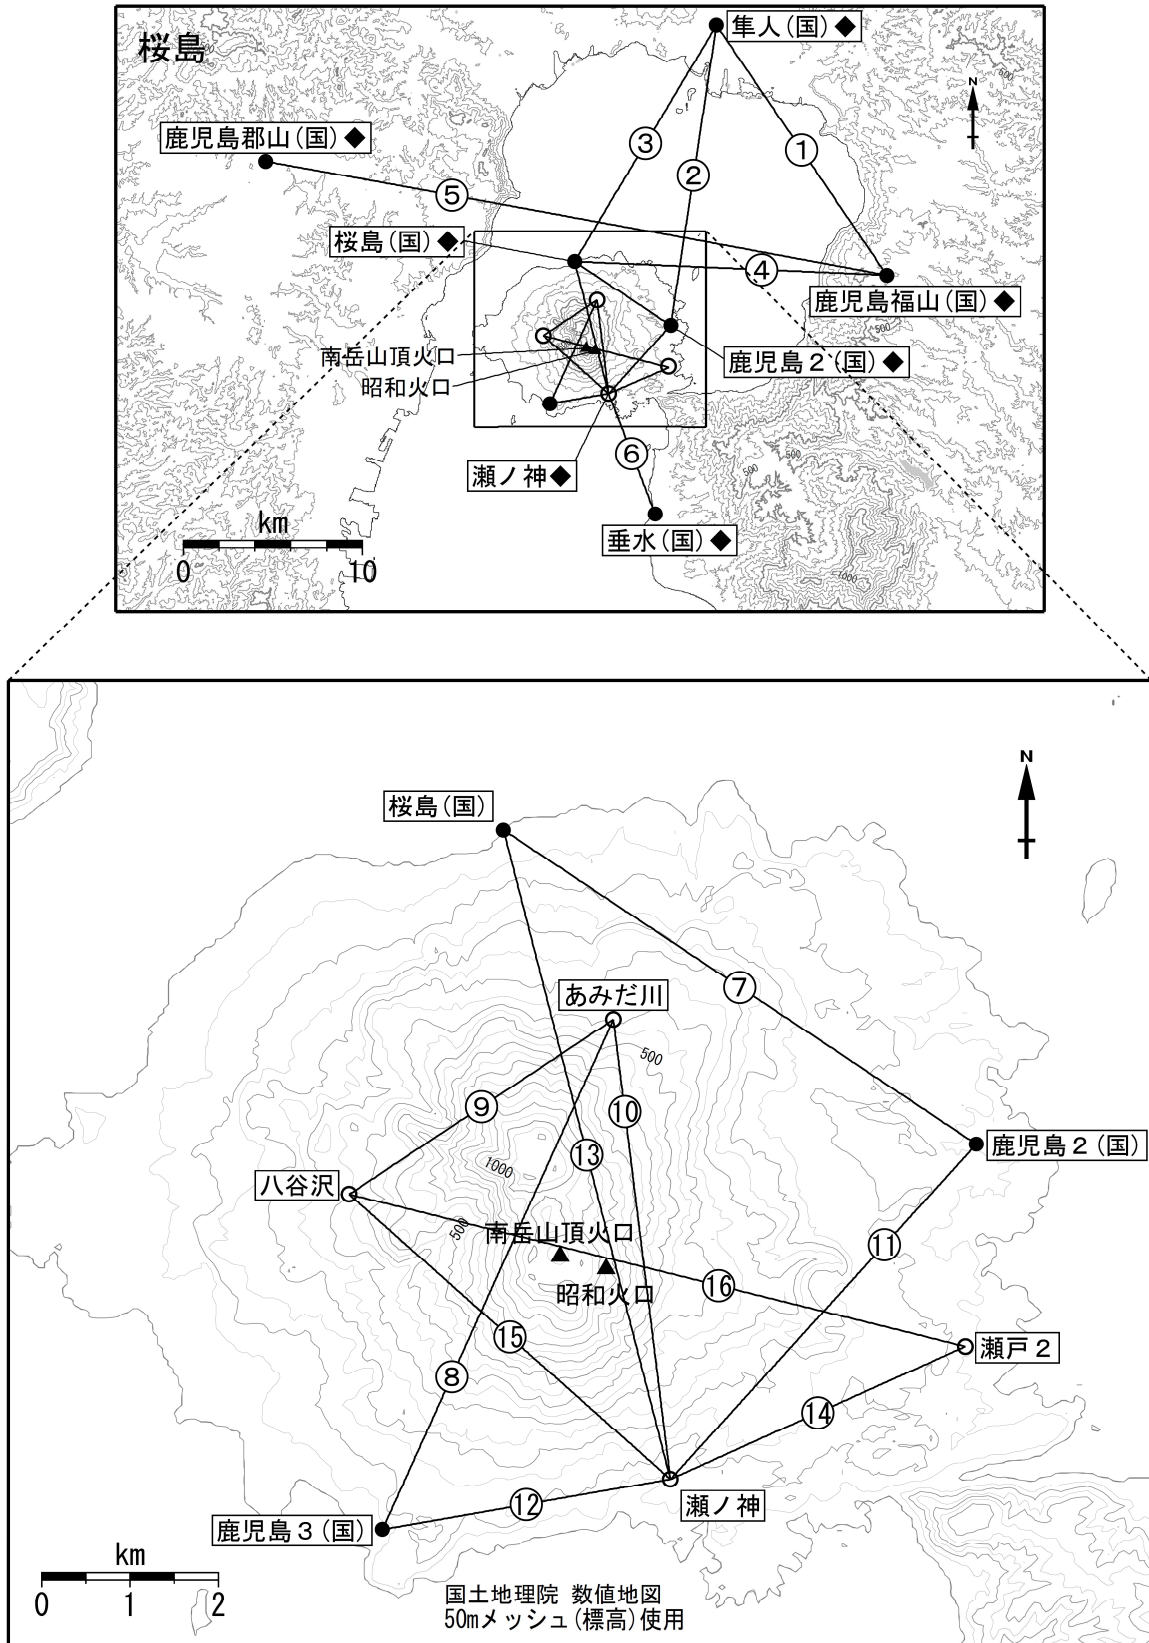 桜島
隼人(国)◆
N
600
鹿児島郡山(国)◆
③
①
②
⑤
桜島(国)◆
④
鹿児島福山(国)◆
500
南岳山頂火口
鹿児島2(国)◆
昭和火口
⑥
500
500
瀬ノ神◆
km
0
10
垂水(国)◆
1000
N
桜島(国)
⑦
あみだ川
500
⑨
⑩
⑬
鹿児島2(国)
1000
八谷沢
500
南岳山頂火口
⑪
昭和火口
⑯
⑮
瀬戸2
⑧
⑭
瀬ノ神
⑫
鹿児島3(国)
km
0 1 2
国土地理院 数値地図
50mメッシュ(標高)使用